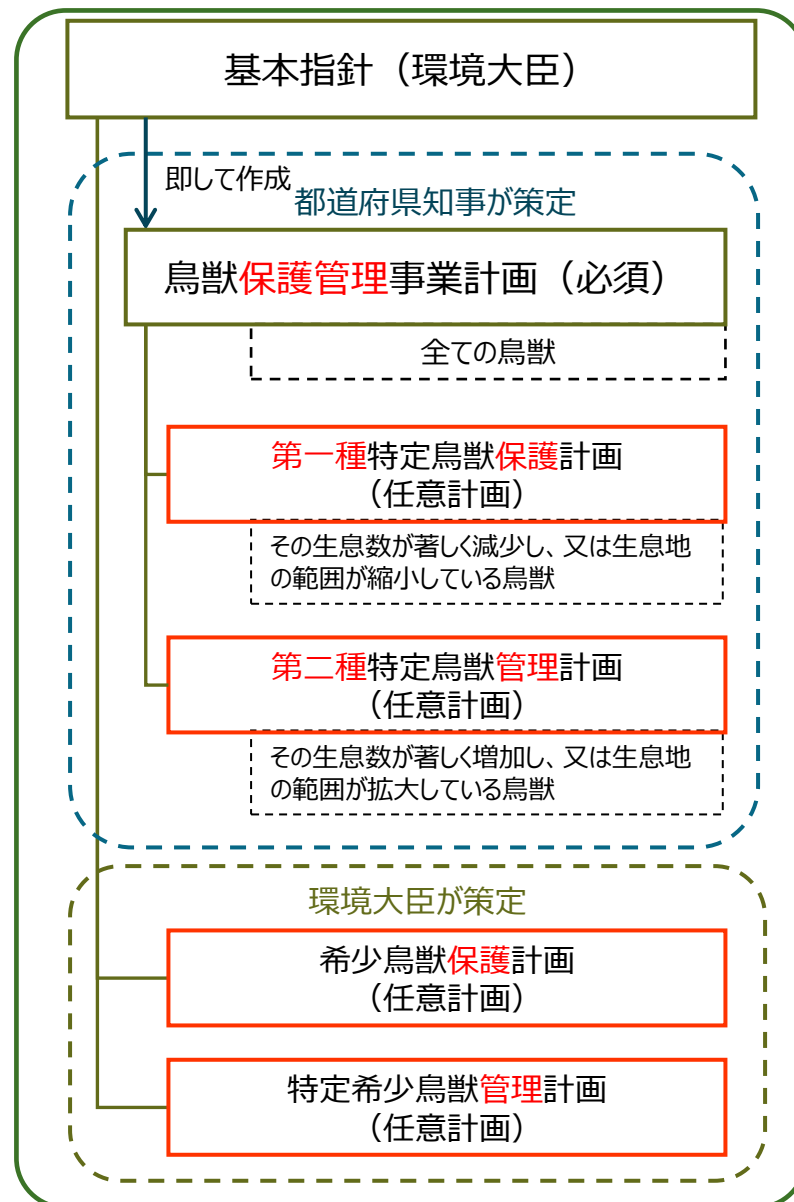 基本指針（環境大臣）
即して作成
都道府県知事が策定
鳥獣保護管理事業計画（必須）
全ての鳥獣
第一種特定鳥獣保護計画
（任意計画）
その生息数が著しく減少し、又は生息地
の範囲が縮小している鳥獣
第二種特定鳥獣管理計画
（任意計画）
その生息数が著しく増加し、又は生息地
の範囲が拡大している鳥獣
環境大臣が策定
希少鳥獣保護計画
（任意計画）
特定希少鳥獣管理計画
（任意計画）